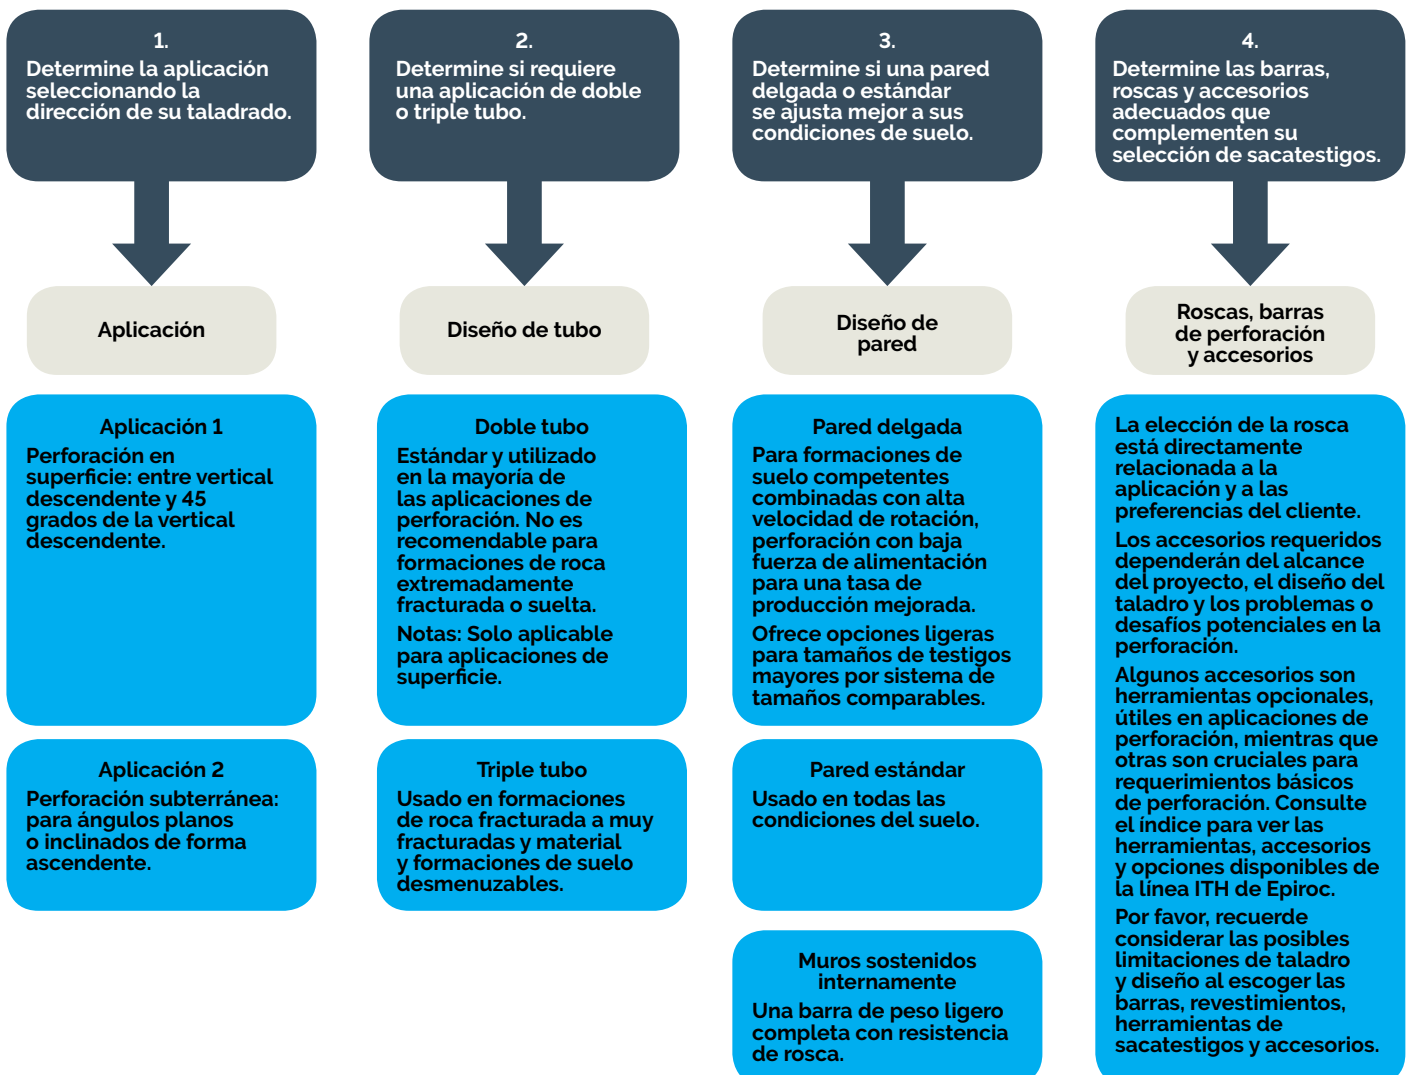 1.
Determine la aplicación
seleccionando la
dirección de su taladrado.
2.
Determine si requiere
una aplicación de doble
o triple tubo.
3.
Determine si una pared
delgada o estándar
se ajusta mejor a sus
condiciones de suelo.
4.
Determine las barras,
roscas y accesorios
adecuados que
complementen su
selección de sacatestigos.
Aplicación
Diseño de tubo
Diseño de
pared
Roscas, barras
de perforación
y accesorios
Aplicación 1
Perforación en
superficie: entre vertical
descendente y 45
grados de la vertical
descendente.
Aplicación 2
Perforación subterránea:
para ángulos planos
o inclinados de forma
ascendente.
Doble tubo
Estándar y utilizado
en la mayoría de
las aplicaciones de
perforación. No es
recomendable para
formaciones de roca
extremadamente
fracturada o suelta.
Notas: Solo aplicable
para aplicaciones de
superficie.
Triple tubo
Usado en formaciones
de roca fracturada a muy
fracturadas y material
y formaciones de suelo
desmenuzables.
Pared delgada
Para formaciones de
suelo competentes
combinadas con alta
velocidad de rotación,
perforación con baja
fuerza de alimentación
para una tasa de
producción mejorada.
Ofrece opciones ligeras
para tamaños de testigos
mayores por sistema de
tamaños comparables.
Pared estándar
Usado en todas las
condiciones del suelo.
Muros sostenidos
internamente
Una barra de peso ligero
completa con resistencia
de rosca.
La elección de la rosca
está directamente
relacionada a la
aplicación y a las
preferencias del cliente.
Los accesorios requeridos
dependerán del alcance
del proyecto, el diseño del
taladro y los problemas o
desafíos potenciales en la
perforación.
Algunos accesorios son
herramientas opcionales,
útiles en aplicaciones de
perforación, mientras que
otras son cruciales para
requerimientos básicos
de perforación. Consulte
el índice para ver las
herramientas, accesorios
y opciones disponibles de
la línea ITH de Epiroc.
Por favor, recuerde
considerar las posibles
limitaciones de taladro
y diseño al escoger las
barras, revestimientos,
herramientas de
sacatestigos y accesorios.